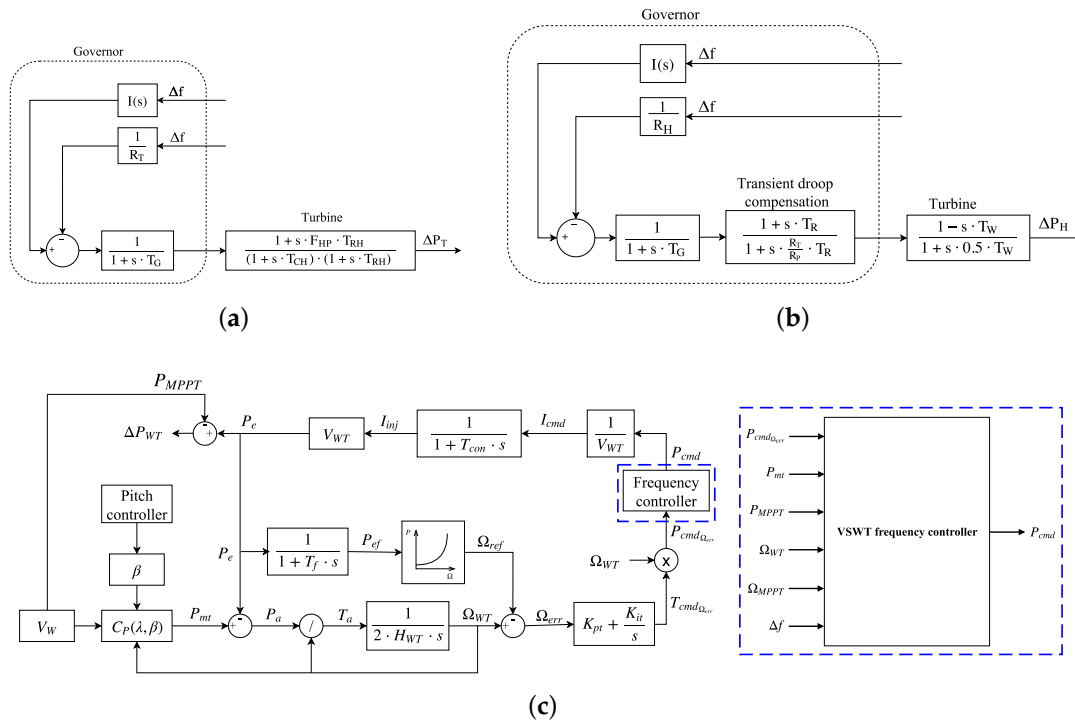 Governor
I(s)
Δf
1
R_T
Δf
+
-
1
1 + s · T_G
Turbine
1 + s · F_HP · T_RH
(1 + s · T_CH) · (1 + s · T_RH)
ΔP_T
(a)
Governor
I(s)
Δf
1
R_H
Δf
+
-
1
1 + s · T_G
Transient droop
compensation
1 + s · T_R
1 + s · R_T/R_P · T_R
Turbine
1 - s · T_W
1 + s · 0.5 · T_W
ΔP_H
(b)
P_MPPT
ΔP_WT
-
+
P_e
V_WT
I_inj
1
1 + T_con · s
I_cmd
1
V_WT
P_cmd
Frequency
controller
P_cmd_Ω_err
Ω_WT
x
T_cmd_Ω_err
Pitch
controller
β
V_W
C_P(λ, β)
P_mt
P_e
1
1 + T_f · s
P_ef
P
Ω
Ω_ref
+
-
P_a
/
T_a
1
2 · H_WT · s
Ω_WT
+
-
Ω_err
K_pt + K_it/s
P_cmd_Ω_err
P_mt
P_MPPT
Ω_WT
Ω_MPPT
Δf
VSWT frequency controller
P_cmd
(c)